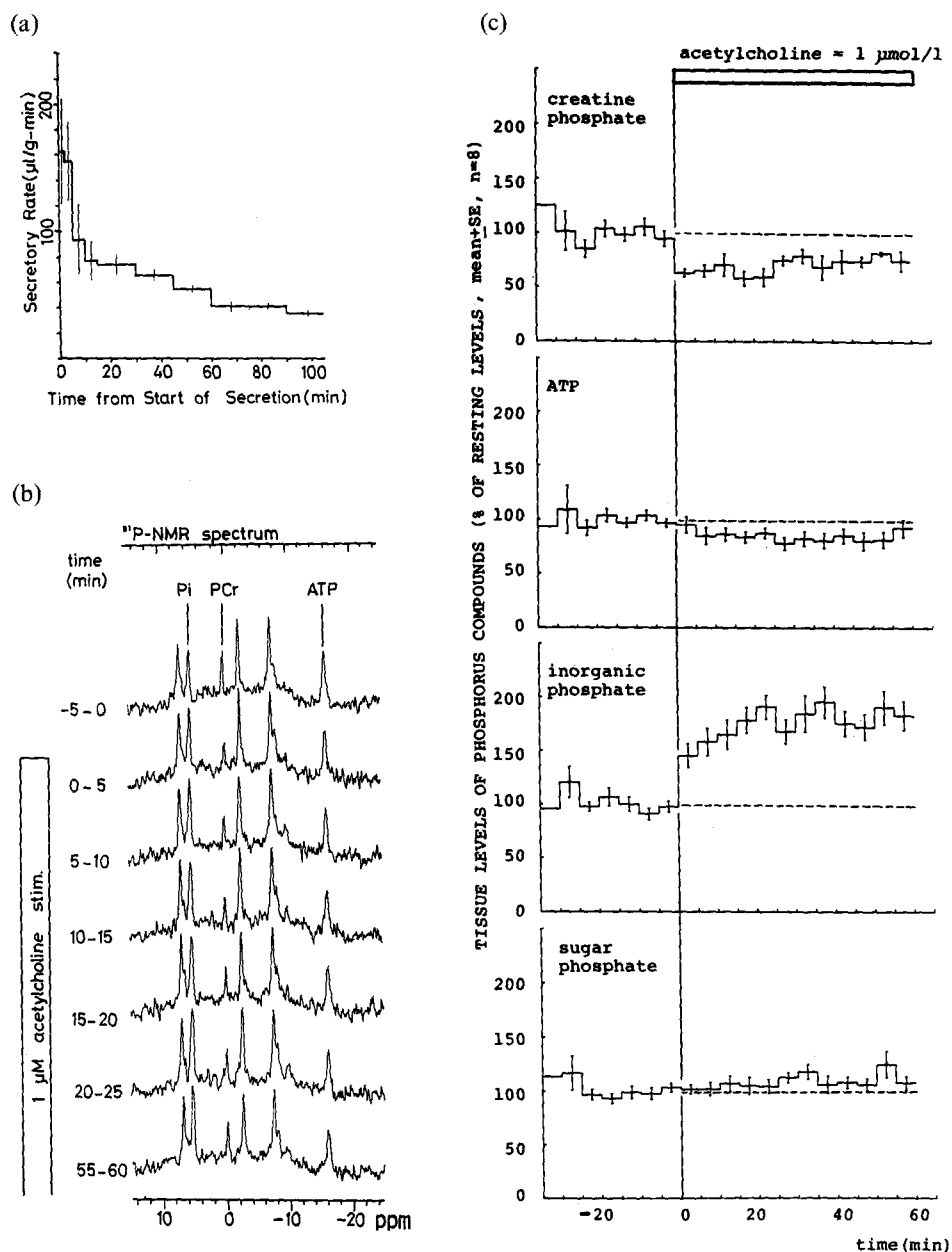 (a)
Secretory Rate(µl/g-min)
200
100
0 20 40 60 80 100
Time from Start of Secretion(min)
(b)
³¹P-NMR spectrum
time
(min)
Pi PCr ATP
-5-0
0-5
5-10
10-15
15-20
20-25
55-60
1 µM acetylcholine stim.
10 0 -10 -20 ppm
(c)
acetylcholine = 1 µmol/l
TISSUE LEVELS OF PHOSPHORUS COMPOUNDS (% OF RESTING LEVELS, mean+SE, n=8)
creatine
phosphate
200
150
100
50
0
ATP
200
150
100
50
0
inorganic
phosphate
200
150
100
50
0
sugar
phosphate
200
150
100
50
0
-20 0 20 40 60
time(min)